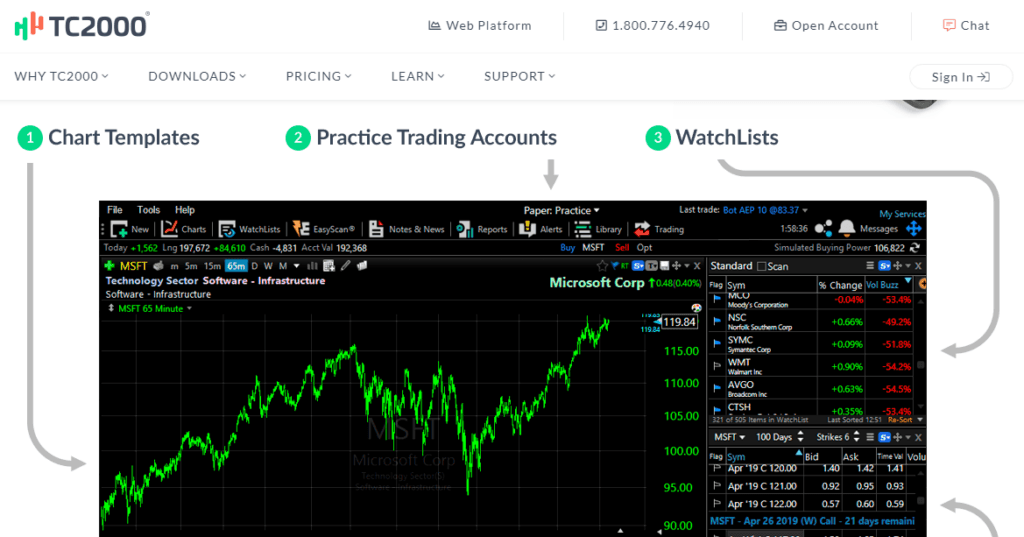 TC2000®
Web Platform
1.800.776.4940
Open Account
Chat
WHY TC2000
DOWNLOADS
PRICING
LEARN
SUPPORT
Sign In
1 Chart Templates
2 Practice Trading Accounts
3 WatchLists
File Tools Help
Paper: Practice
Last trade: Bot AEP 10 @83.37
My Services
New
Charts
WatchLists
EasyScan®
Notes & News
Reports
Alerts
Library
Trading
1:58:36
Messages
Today +1,562 Lng 197,672 +84,610 Cash -4,831 Acct Val 192,368
Buy MSFT Sell Opt
Simulated Buying Power 106,822
MSFT m 5m 15m 65m D W M
Technology Sector Software - Infrastructure
Software - Infrastructure
MSFT 65 Minute
Microsoft Corp 0.48(0.40%)
119.84
119.84
115.00
110.00
105.00
100.00
95.00
90.00
MSFT
Microsoft Corp
Technology Sector
Software - Infrastructure
Standard Scan
Flag Sym % Change Vol Buzz
MCO -0.04% -53.4%
Moody's Corporation
NSC +0.66% -49.2%
Norfolk Southern Corp
SYMC +0.09% -51.8%
Symantec Corp
WMT +0.90% -54.2%
Walmart Inc
AVGO +0.63% -54.5%
Broadcom Inc
CTSH +0.35% -53.4%
321 of 505 Items in WatchList Last Sorted 12:51 Re-Sort
MSFT 100 Days Strikes 6
Flag Sym Bid Ask Time Val Volu
Apr '19 C 120.00 1.40 1.42 1.41
Apr '19 C 121.00 0.92 0.95 0.93
Apr '19 C 122.00 0.57 0.60 0.59
MSFT - Apr 26 2019 (W) Call - 21 days remaini